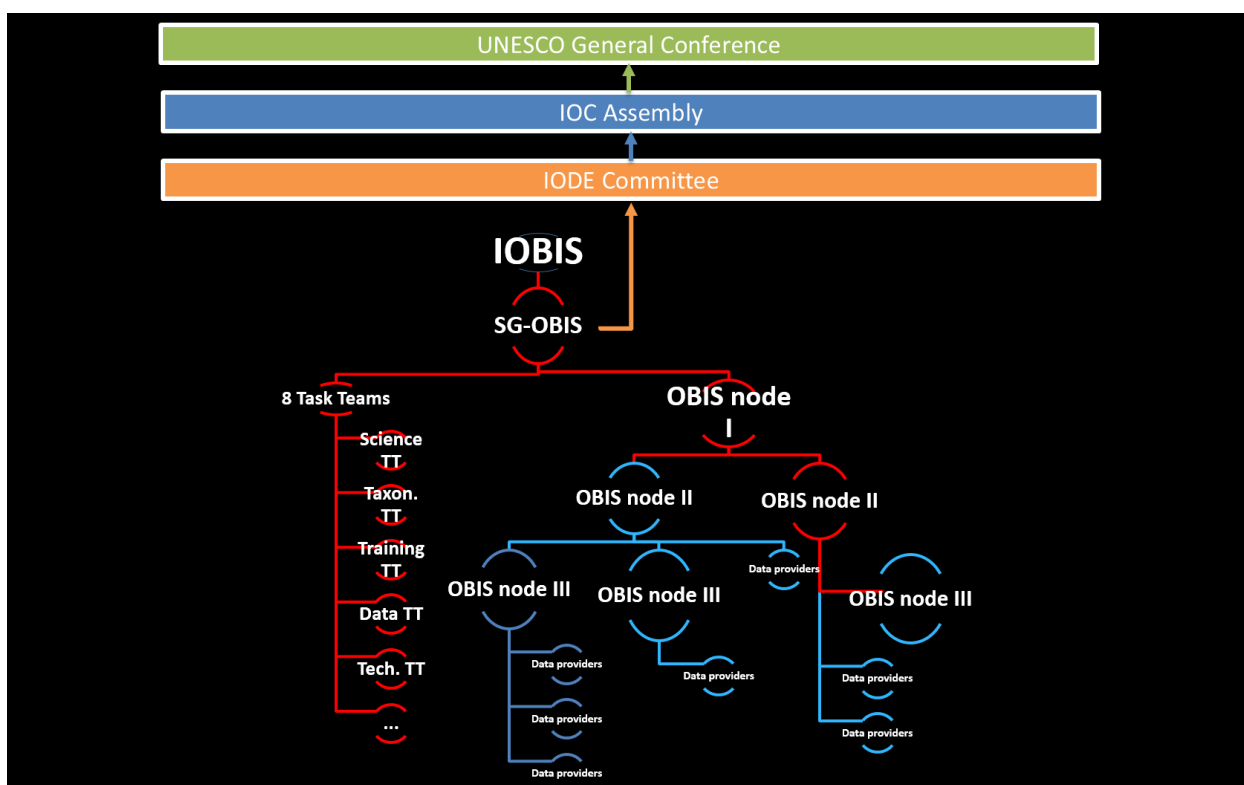 UNESCO General Conference
IOC Assembly
IODE Committee
IOBIS
SG-OBIS
8 Task Teams
Science
TT
Taxon.
TT
Training
TT
Data TT
Tech. TT
...
OBIS node
I
OBIS node II
OBIS node II
OBIS node III
OBIS node III
Data providers
OBIS node III
Data providers
Data providers
Data providers
Data providers
Data providers
Data providers